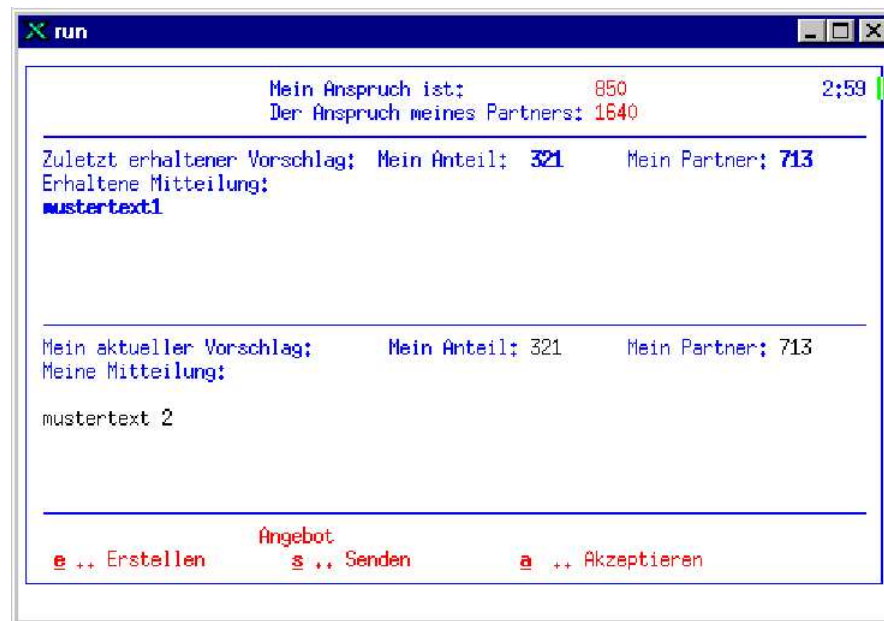 run
Mein Anspruch ist: 850 2:59
Der Anspruch meines Partners: 1640
Zuletzt erhaltener Vorschlag: Mein Anteil: 321 Mein Partner: 713
Erhaltene Mitteilung:
mustertext1
Mein aktueller Vorschlag: Mein Anteil: 321 Mein Partner: 713
Meine Mitteilung:
mustertext 2
Angebot
e .. Erstellen s .. Senden a .. Akzeptieren